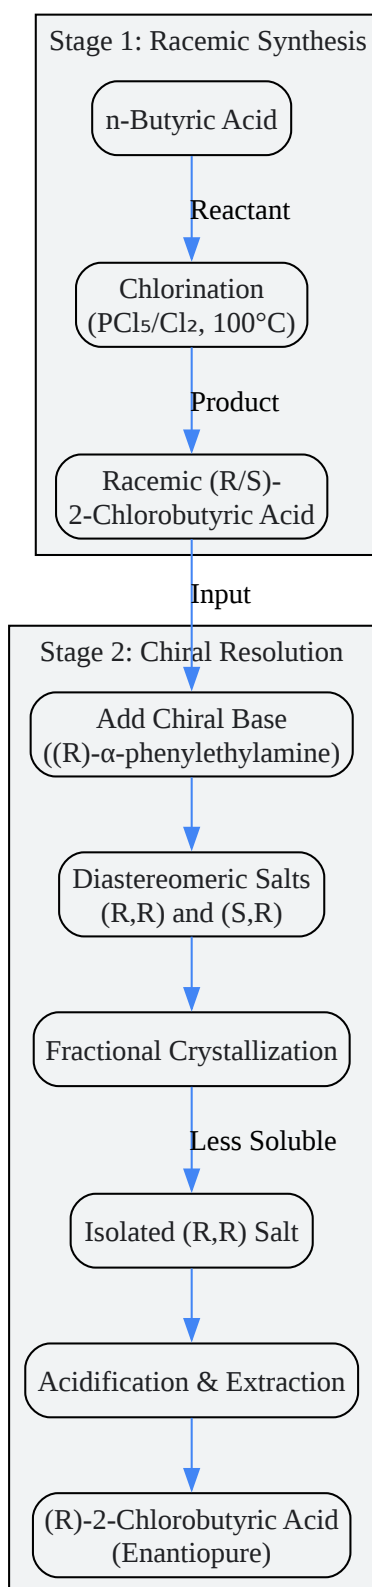 Stage 1: Racemic Synthesis
n-Butyric Acid
Reactant
Chlorination
(PCl₅/Cl₂, 100°C)
Product
Racemic (R/S)-
2-Chlorobutyric Acid
Input
Stage 2: Chiral Resolution
Add Chiral Base
((R)-α-phenylethylamine)
Diastereomeric Salts
(R,R) and (S,R)
Fractional Crystallization
Less Soluble
Isolated (R,R) Salt
Acidification & Extraction
(R)-2-Chlorobutyric Acid
(Enantiopure)